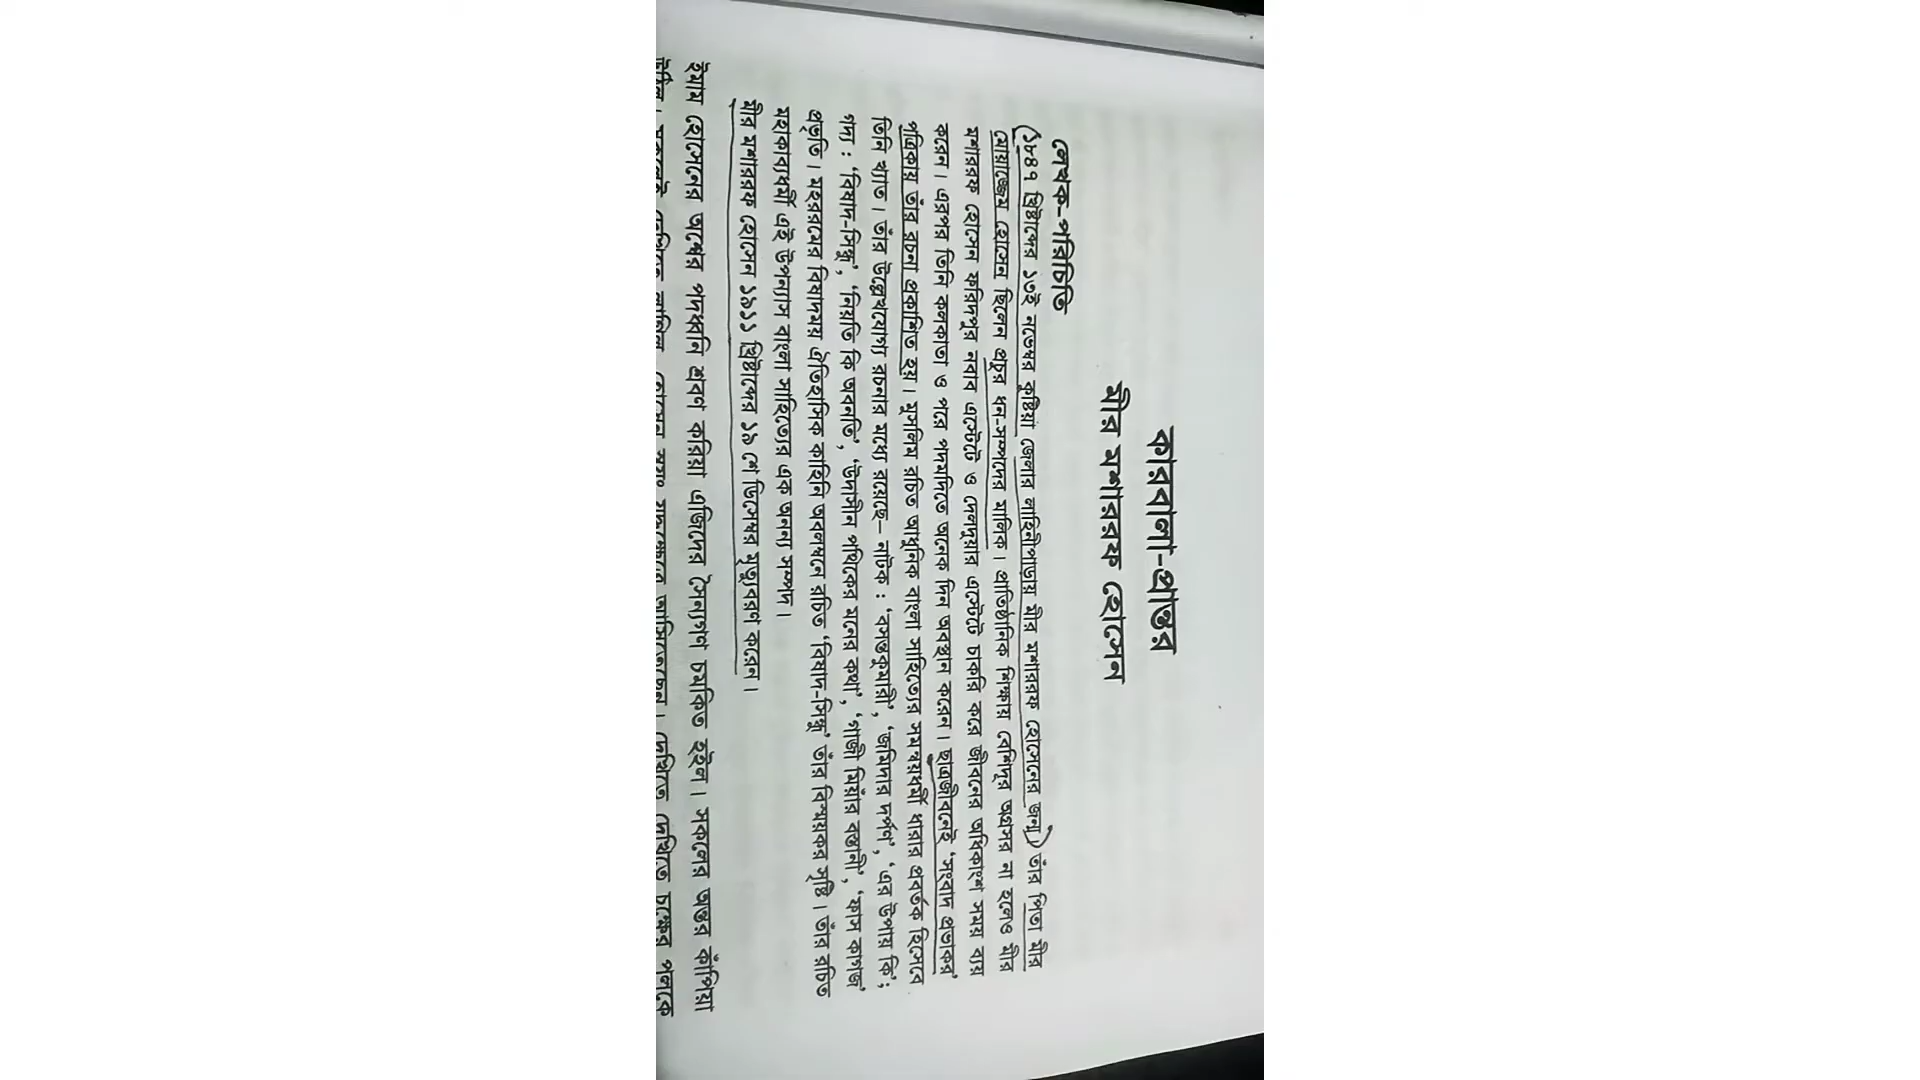 কারবালা-প্রান্তর
মীর মশাররফ হোসেন
লেখক-পরিচিতি
১৮৪৭ খ্রিষ্টাব্দের ১৩ই নভেম্বর কুষ্টিয়া জেলার লাহিনীপাড়ায় মীর মশাররফ হোসেনের জন্ম। তাঁর পিতা মীর
মোয়াজ্জেম হোসেন ছিলেন প্রচুর ধন-সম্পদের মালিক। প্রাতিষ্ঠানিক শিক্ষায় বেশিদূর অগ্রসর না হলেও মীর
মশাররফ হোসেন ফরিদপুর নবাব এস্টেটে ও দেলদুয়ার এস্টেটে চাকরি করে জীবনের অধিকাংশ সময় ব্যয়
করেন। এরপর তিনি কলকাতা ও পরে পদমদিতে অনেক দিন অবস্থান করেন। ছাত্রজীবনেই ‘সংবাদ প্রভাকর’
পত্রিকায় তাঁর রচনা প্রকাশিত হয়। মুসলিম রচিত আধুনিক বাংলা সাহিত্যের সমন্বয়ধর্মী ধারার প্রবর্তক হিসেবে
তিনি খ্যাত। তাঁর উল্লেখযোগ্য রচনার মধ্যে রয়েছে– নাটক : ‘বসন্তকুমারী’, ‘জমিদার দর্পণ’, ‘এর উপায় কি’;
গদ্য : ‘বিষাদ-সিন্ধু’, ‘নিয়তি কি অবনতি’, ‘উদাসীন পথিকের মনের কথা’, ‘গাজী মিয়াঁর বস্তানী’, ‘ফাস কাগজ’
প্রভৃতি। মহররমের বিষাদময় ঐতিহাসিক কাহিনি অবলম্বনে রচিত ‘বিষাদ-সিন্ধু’ তাঁর বিস্ময়কর সৃষ্টি। তাঁর রচিত
মহাকাব্যধর্মী এই উপন্যাস বাংলা সাহিত্যের এক অনন্য সম্পদ।
মীর মশাররফ হোসেন ১৯১১ খ্রিষ্টাব্দের ১৯ শে ডিসেম্বর মৃত্যুবরণ করেন।
ইমাম হোসেনের অশ্বের পদধ্বনি শ্রবণ করিয়া এজিদের সৈন্যগণ চমকিত হইল। সকলের অন্তর কাঁপিয়া
দেখিতে দেখিতে চক্ষের পলকে